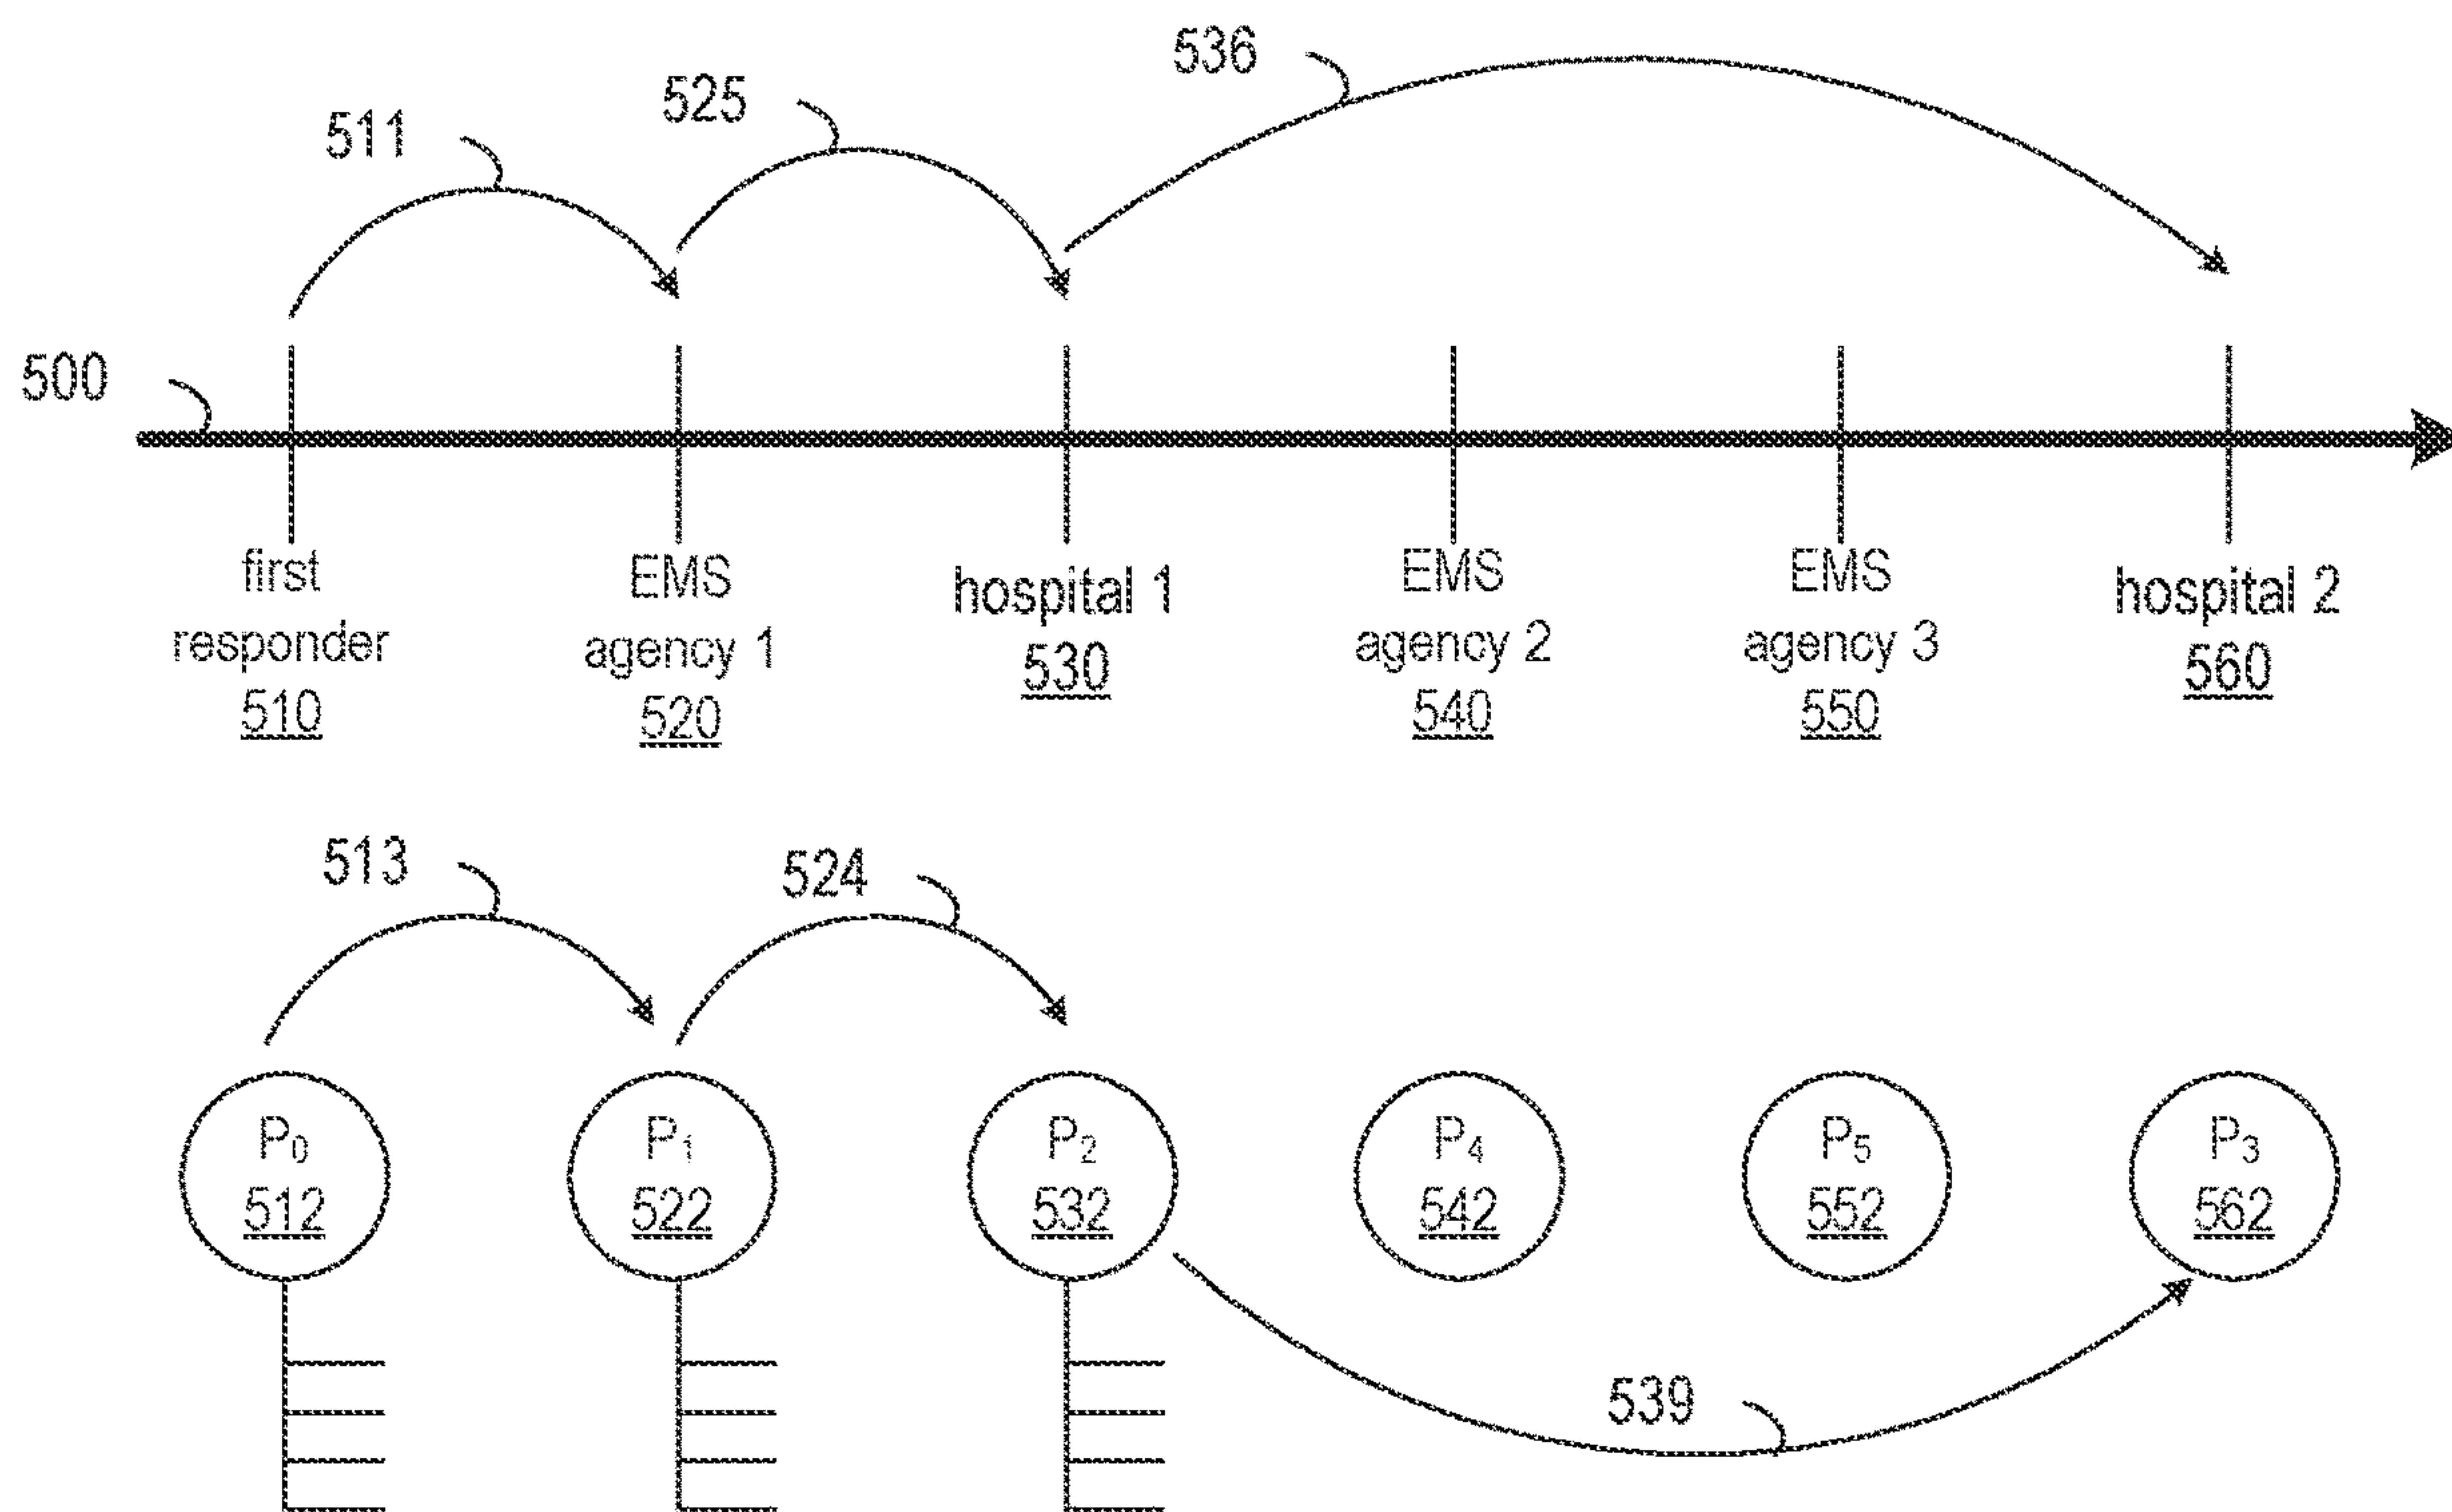 536
525
511
500
first
responder
510
EMS
agency 1
520
hospital 1
530
EMS
agency 2
540
EMS
agency 3
550
hospital 2
560
513
524
P₀
512
P₁
522
P₂
532
P₄
542
P₅
552
P₃
562
539